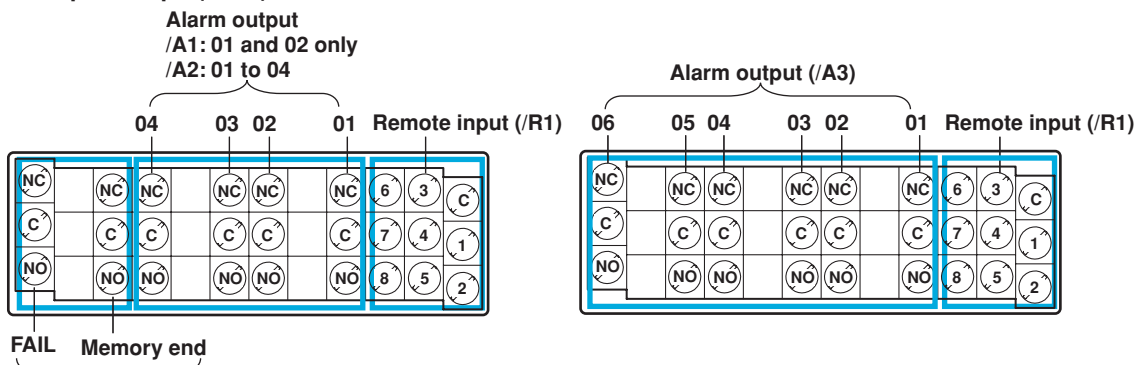 Alarm output
/A1: 01 and 02 only
/A2: 01 to 04
04 03 02 01 Remote input (/R1)
NC NC NC NC NC NC 6 3 C
C C C C C C 7 4 1
NO NO NO NO NO NO 8 5 2
FAIL Memory end
Alarm output (/A3)
06 05 04 03 02 01 Remote input (/R1)
NC NC NC NC NC NC 6 3 C
C C C C C C 7 4 1
NO NO NO NO NO NO 8 5 2